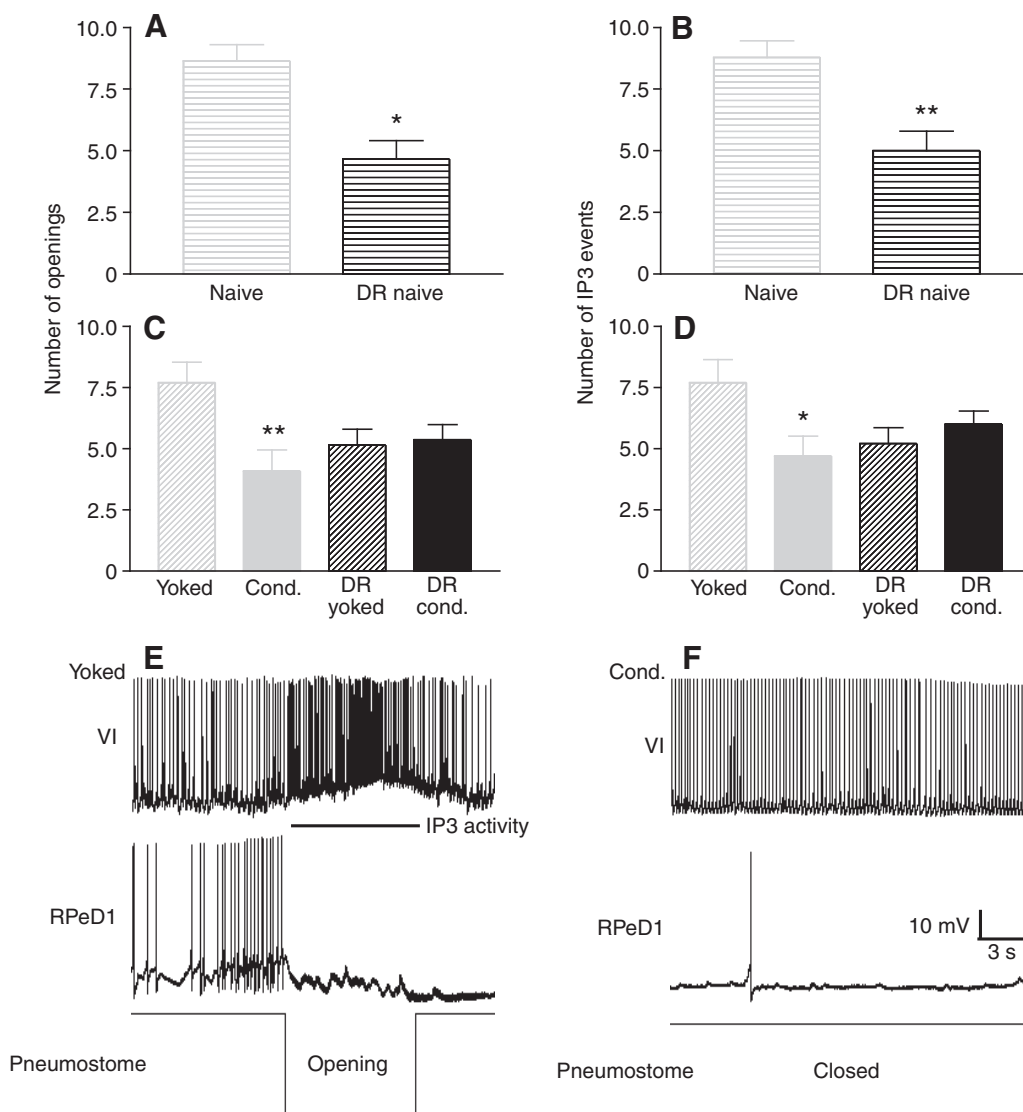 A
10.0
7.5
5.0
2.5
0
*
Naive
DR naive
B
10.0
7.5
5.0
2.5
0
**
Naive
DR naive
Number of openings
Number of IP3 events
C
10.0
7.5
5.0
2.5
0
**
Yoked
Cond.
DR
yoked
DR
cond.
D
10.0
7.5
5.0
2.5
0
*
Yoked
Cond.
DR
yoked
DR
cond.
E
Yoked
VI
IP3 activity
RPeD1
Pneumostome
Opening
F
Cond.
VI
RPeD1
10 mV
3 s
Pneumostome
Closed